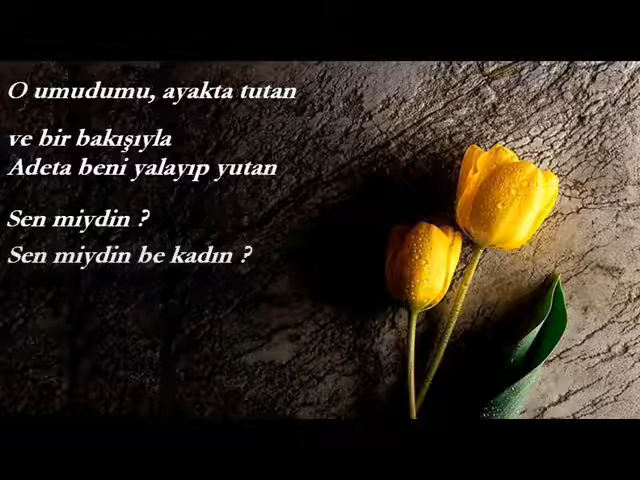 O umudumu, ayakta tutan
ve bir bakışıyla
Adeta beni yalayıp yutan
Sen miydin ?
Sen miydin be kadın ?